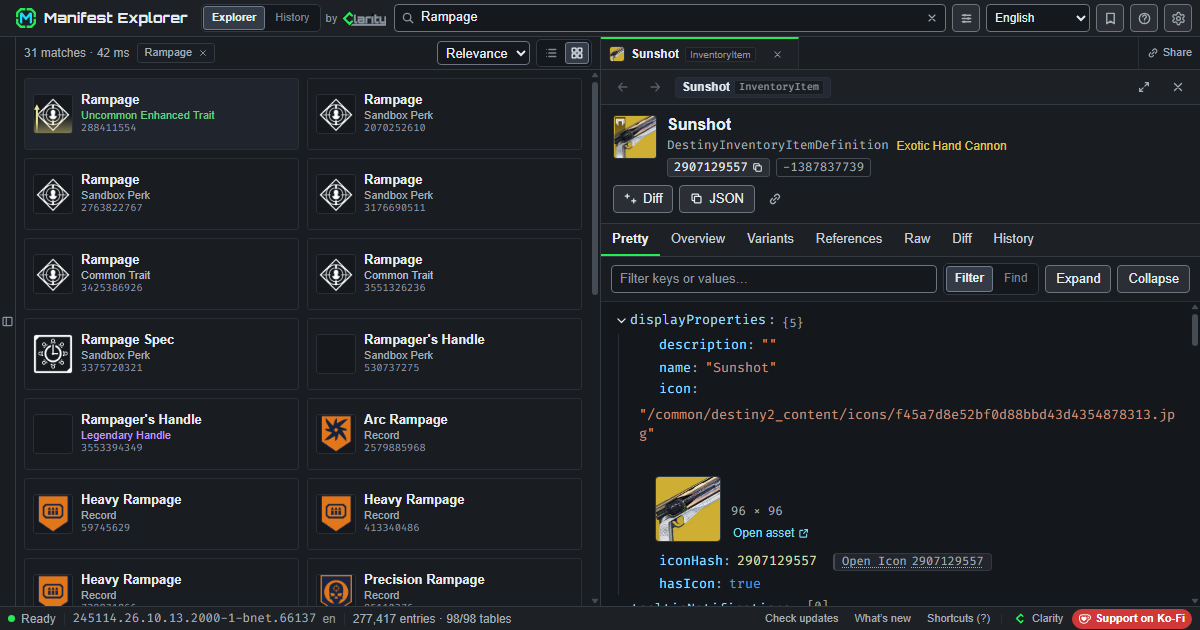 Manifest Explorer
Explorer
History
by Clarity
Rampage
English
31 matches · 42 ms
Rampage
Relevance
Rampage
Uncommon Enhanced Trait
288411554
Rampage
Sandbox Perk
2070252610
Rampage
Sandbox Perk
2763822767
Rampage
Sandbox Perk
3176690511
Rampage
Common Trait
3425386926
Rampage
Common Trait
3551326236
Rampage Spec
Sandbox Perk
3375720321
Rampager's Handle
Sandbox Perk
530737275
Rampager's Handle
Legendary Handle
3553394349
Arc Rampage
Record
2579885968
Heavy Rampage
Record
59745629
Heavy Rampage
Record
413340486
Heavy Rampage
Record
Precision Rampage
Record
Sunshot InventoryItem
Share
Sunshot InventoryItem
Sunshot
DestinyInventoryItemDefinition Exotic Hand Cannon
2907129557 -1387837739
Diff JSON
Pretty Overview Variants References Raw Diff History
Filter keys or values...
Filter Find Expand Collapse
displayProperties: {5}
description: ""
name: "Sunshot"
icon:
"/common/destiny2_content/icons/f45a7d8e52bf0d88bbd43d4354878313.jp
g"
96 × 96
Open asset
iconHash: 2907129557 Open Icon 2907129557
hasIcon: true
Ready 245114.26.10.13.2000-1-bnet.66137 en 277,417 entries · 98/98 tables
Check updates What's new Shortcuts (?) Clarity Support on Ko-Fi